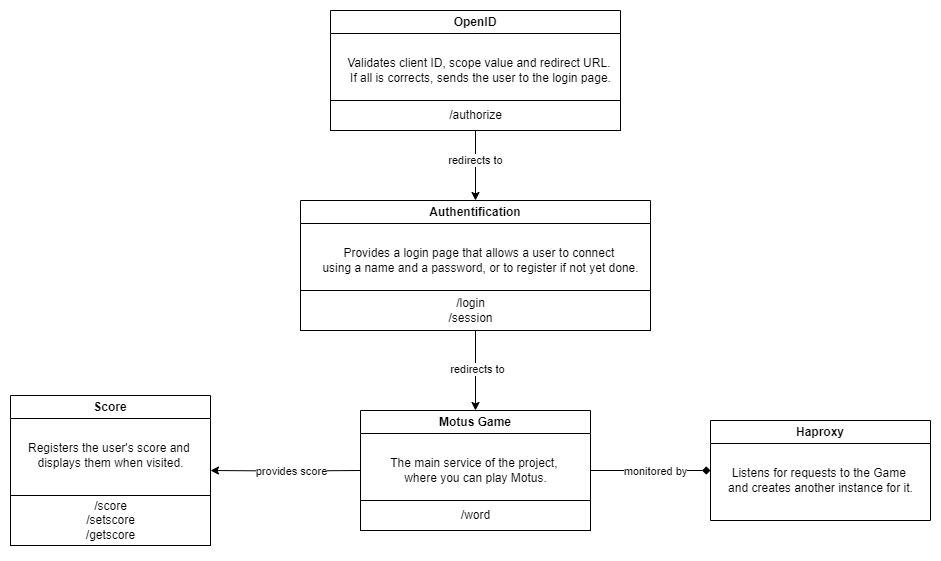 OpenID
Validates client ID, scope value and redirect URL.
If all is corrects, sends the user to the login page.
/authorize
redirects to
Authentification
Provides a login page that allows a user to connect
using a name and a password, or to register if not yet done.
/login
/session
redirects to
Score
Registers the user's score and
displays them when visited.
/score
/setscore
/getscore
provides score
Motus Game
The main service of the project,
where you can play Motus.
/word
monitored by
Haproxy
Listens for requests to the Game
and creates another instance for it.